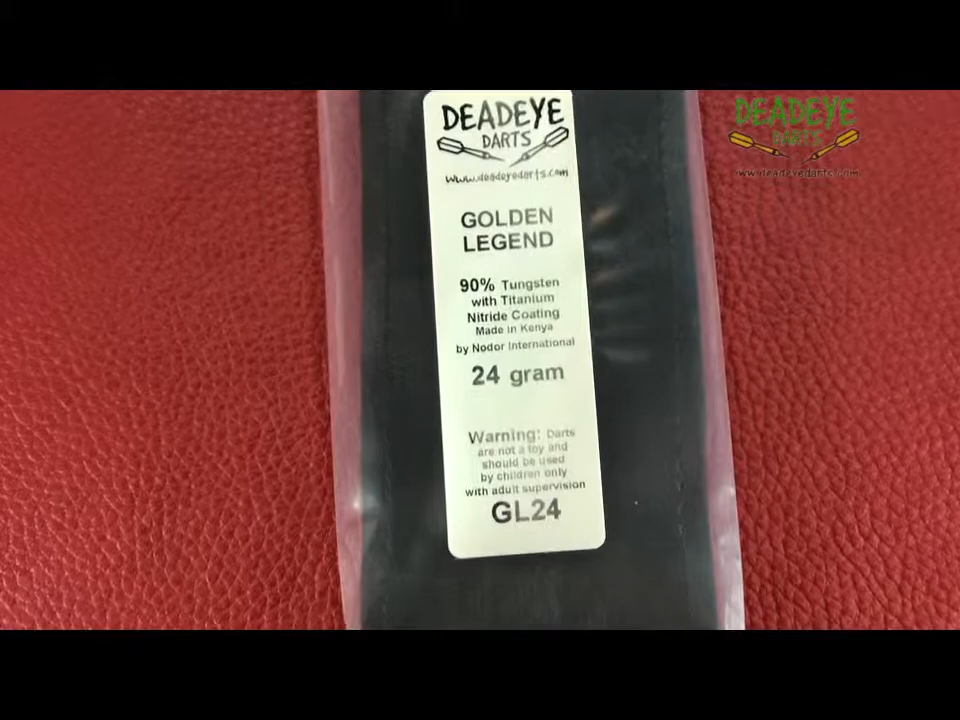 DEADEYE
DARTS
www.deadeyedarts.com
GOLDEN
LEGEND
90% Tungsten
with Titanium
Nitride Coating
Made in Kenya
by Nodor International
24 gram
Warning: Darts
are not a toy and
should be used
by children only
with adult supervision
GL24
DEADEYE
DARTS
www.deadeyedarts.com